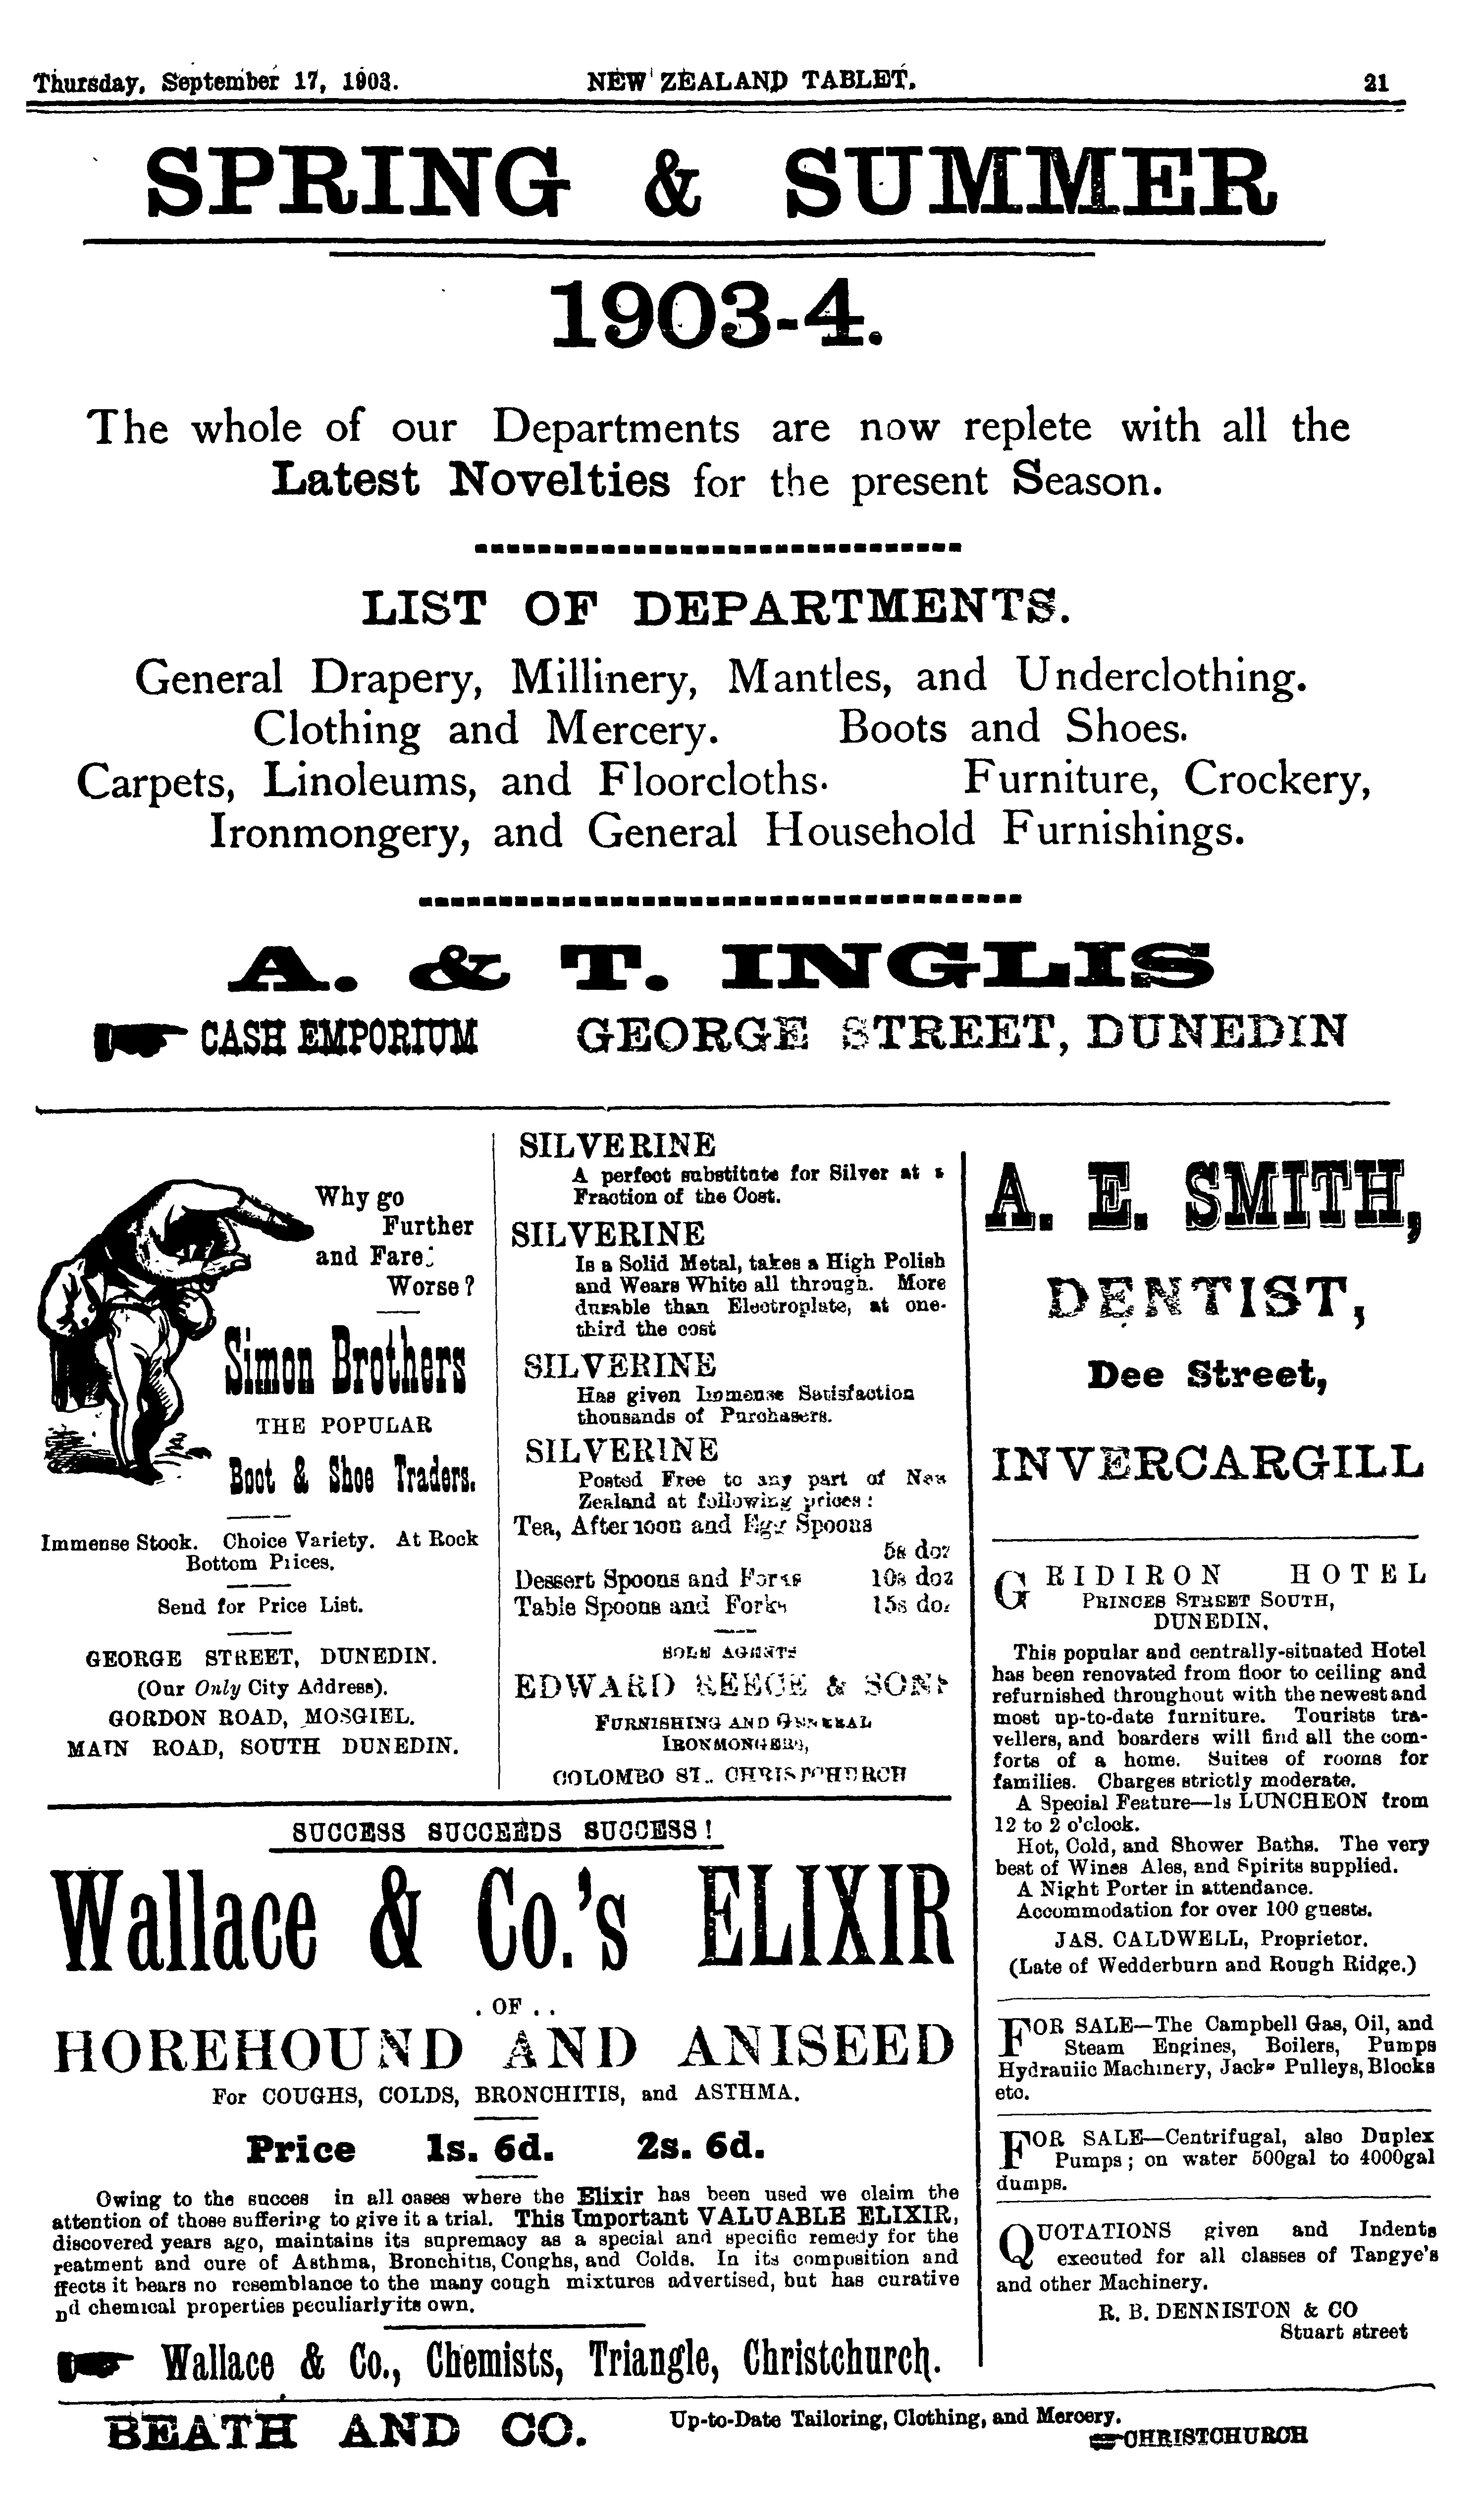 Thursday, September 17, 1903. NEW ZEALAND TABLET. 21
SPRING & SUMMER
1903-4.
The whole of our Departments are now replete with all the
Latest Novelties for the present Season.
LIST OF DEPARTMENTS.
General Drapery, Millinery, Mantles, and Underclothing.
Clothing and Mercery. Boots and Shoes.
Carpets, Linoleums, and Floorcloths. Furniture, Crockery,
Ironmongery, and General Household Furnishings.
A. & T. INGLIS
CASH EMPORIUM GEORGE STREET, DUNEDIN
Why go
Further
and Fare
Worse?
Simon Brothers
THE POPULAR
Boot & Shoe Traders.
Immense Stock. Choice Variety. At Rock
Bottom Prices.
Send for Price List.
GEORGE STREET, DUNEDIN.
(Our Only City Address).
GORDON ROAD, MOSGIEL.
MAIN ROAD, SOUTH DUNEDIN.
SILVERINE
A perfect substitute for Silver at a
Fraction of the Cost.
SILVERINE
Is a Solid Metal, takes a High Polish
and Wears White all through. More
durable than Electroplate, at one-
third the cost
SILVERINE
Has given Immense Satisfaction
thousands of Purchasers.
SILVERINE
Posted Free to any part of New
Zealand at following prices:
Tea, Afternoon and Egg Spoons
5s doz
Dessert Spoons and Forks 10s doz
Table Spoons and Forks 15s doz
SOLE AGENTS
EDWARD REECE & SONS
FURNISHING AND GENERAL
IRONMONGERS,
COLOMBO ST., CHRISTCHURCH
SUCCESS SUCCEEDS SUCCESS!
Wallace & Co.'s ELIXIR
. OF . .
HOREHOUND AND ANISEED
For COUGHS, COLDS, BRONCHITIS, and ASTHMA.
Price 1s. 6d. 2s. 6d.
Owing to the succes in all cases where the Elixir has been used we claim the
attention of those suffering to give it a trial. This Important VALUABLE ELIXIR,
discovered years ago, maintains its supremacy as a special and specific remedy for the
reatment and cure of Asthma, Bronchitis, Coughs, and Colds. In its composition and
ffects it bears no resemblance to the many cough mixtures advertised, but has curative
nd chemical properties peculiarly its own.
Wallace & Co., Chemists, Triangle, Christchurch.
A. E. SMITH,
DENTIST,
Dee Street,
INVERCARGILL
GRIDIRON HOTEL
PRINCES STREET SOUTH,
DUNEDIN.
This popular and centrally-situated Hotel
has been renovated from floor to ceiling and
refurnished throughout with the newest and
most up-to-date furniture. Tourists tra-
vellers, and boarders will find all the com-
forts of a home. Suites of rooms for
families. Charges strictly moderate.
A Special Feature—1s LUNCHEON from
12 to 2 o'clock.
Hot, Cold, and Shower Baths. The very
best of Wines Ales, and Spirits supplied.
A Night Porter in attendance.
Accommodation for over 100 guests.
JAS. CALDWELL, Proprietor.
(Late of Wedderburn and Rough Ridge.)
FOR SALE—The Campbell Gas, Oil, and
Steam Engines, Boilers, Pumps
Hydraulic Machinery, Jacks Pulleys, Blocks
etc.
FOR SALE—Centrifugal, also Duplex
Pumps; on water 500gal to 4000gal
dumps.
QUOTATIONS given and Indents
executed for all classes of Tangye's
and other Machinery.
R. B. DENNISTON & CO
Stuart street
BEATH AND CO. Up-to-Date Tailoring, Clothing, and Mercery.
CHRISTCHURCH